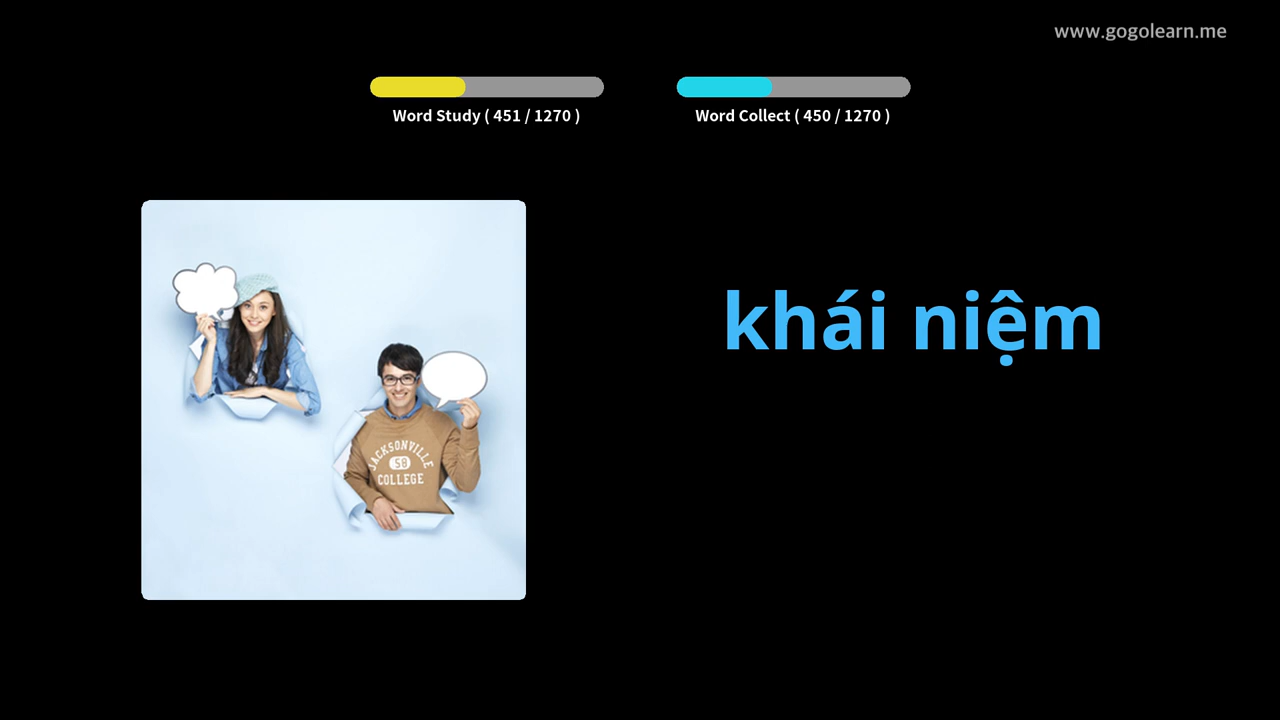 www.gogolearn.me
Word Study ( 451 / 1270 )
Word Collect ( 450 / 1270 )
khái niệm
JACKSONVILLE
58
COLLEGE